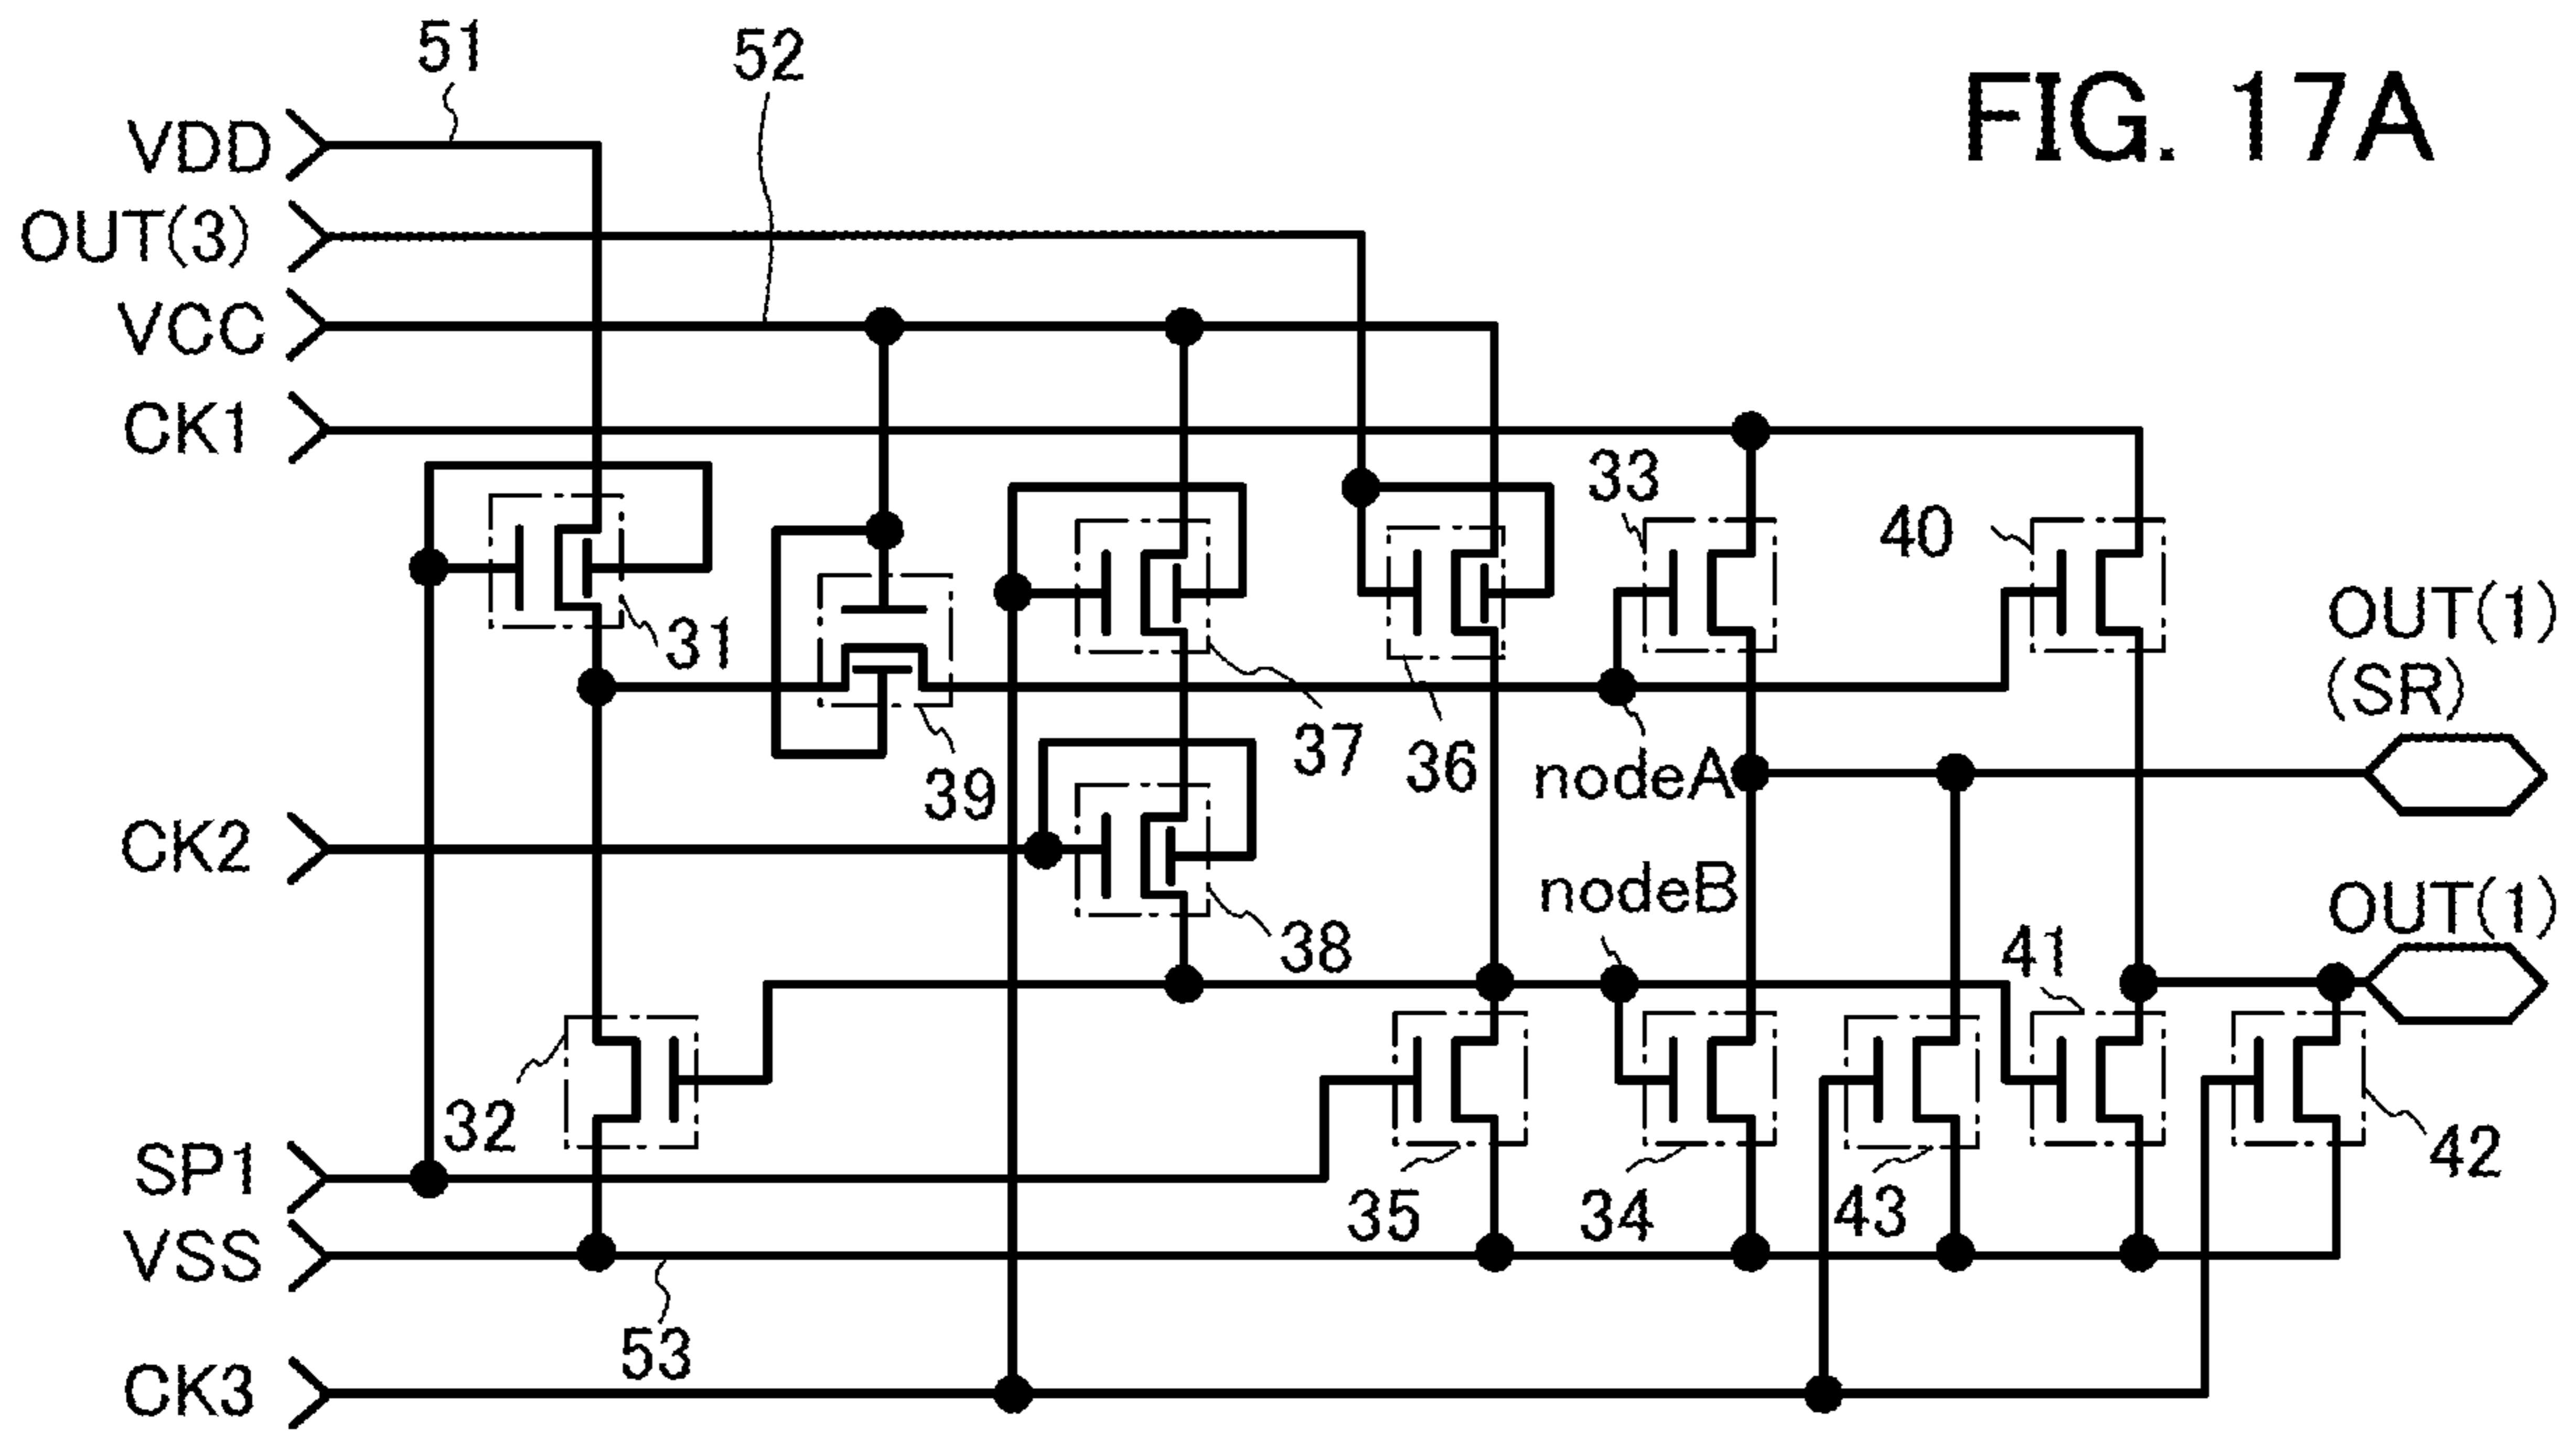 FIG. 17A
51
52
VDD
OUT(3)
VCC
CK1
33
40
31
OUT(1)
(SR)
37
36
39
nodeA
CK2
nodeB
OUT(1)
38
41
32
SP1
42
35
34
43
VSS
53
CK3